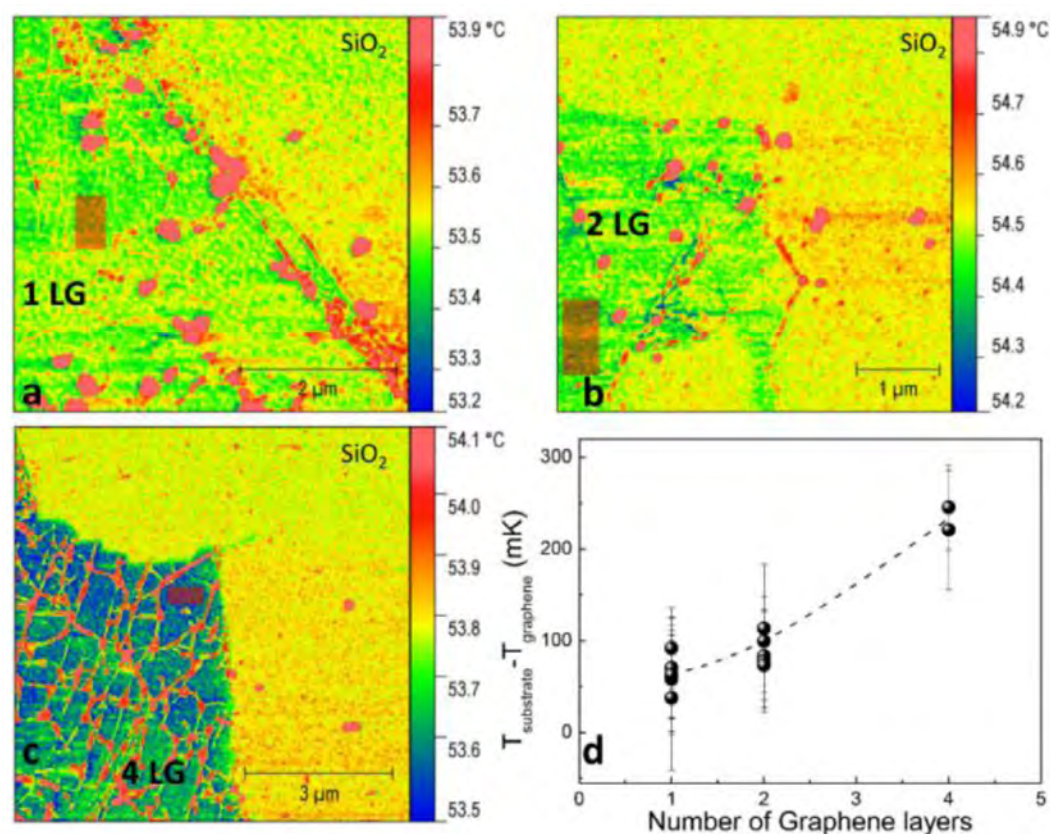 SiO₂
1 LG
a
2 µm
53.9 °C
53.7
53.6
53.5
53.4
53.3
53.2
SiO₂
2 LG
b
1 µm
54.9 °C
54.7
54.6
54.5
54.4
54.3
54.2
SiO₂
4 LG
c
3 µm
54.1 °C
54.0
53.9
53.8
53.7
53.6
53.5
T substrate -T graphene (mK)
300
200
100
0
d
0 1 2 3 4 5
Number of Graphene layers